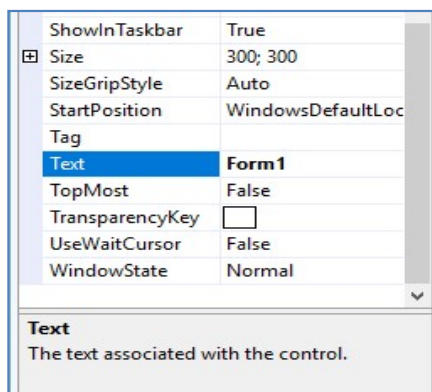 ShowInTaskbar True
Size 300; 300
SizeGripStyle Auto
StartPosition WindowsDefaultLoc
Tag
Text Form1
TopMost False
TransparencyKey
UseWaitCursor False
WindowState Normal
Text
The text associated with the control.